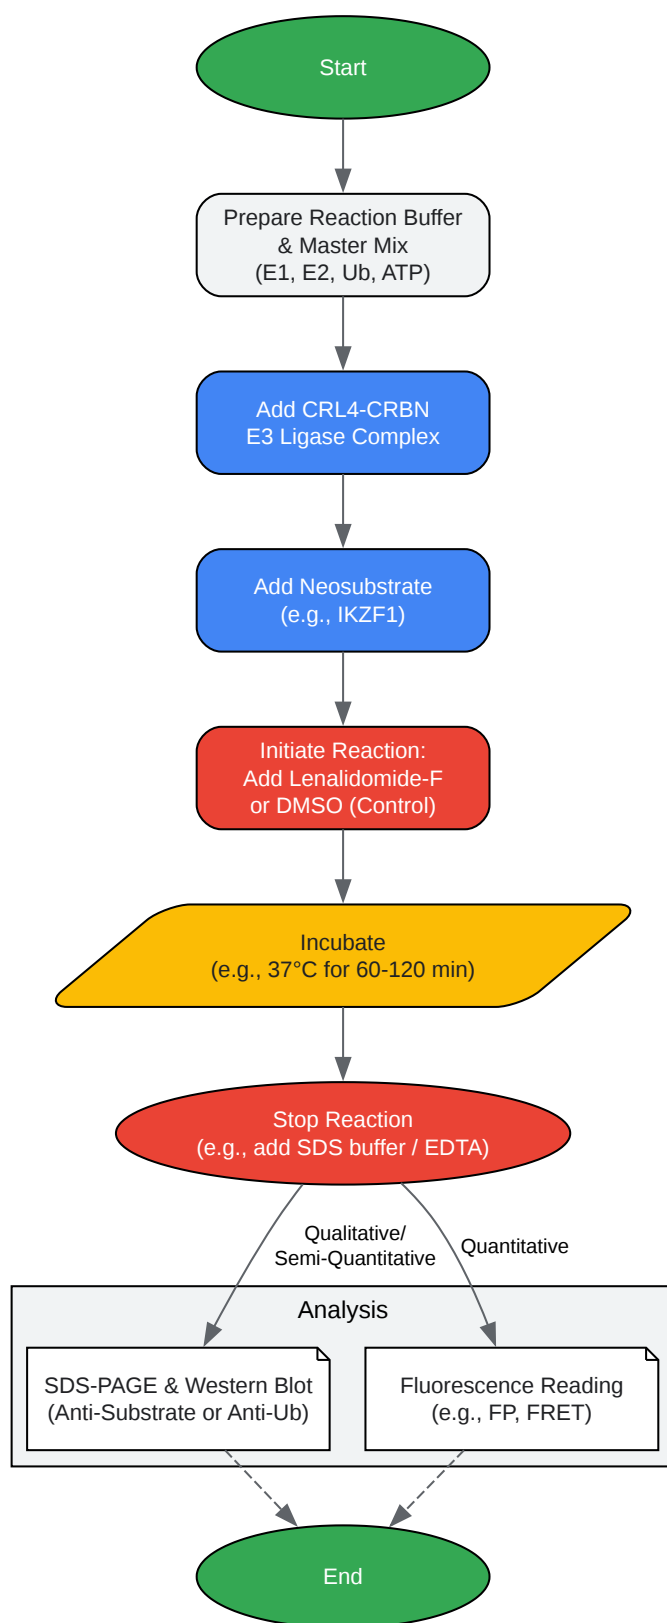 Start
Prepare Reaction Buffer
& Master Mix
(E1, E2, Ub, ATP)
Add CRL4-CRBN
E3 Ligase Complex
Add Neosubstrate
(e.g., IKZF1)
Initiate Reaction:
Add Lenalidomide-F
or DMSO (Control)
Incubate
(e.g., 37°C for 60-120 min)
Stop Reaction
(e.g., add SDS buffer / EDTA)
Qualitative/
Semi-Quantitative
Quantitative
Analysis
SDS-PAGE & Western Blot
(Anti-Substrate or Anti-Ub)
Fluorescence Reading
(e.g., FP, FRET)
End